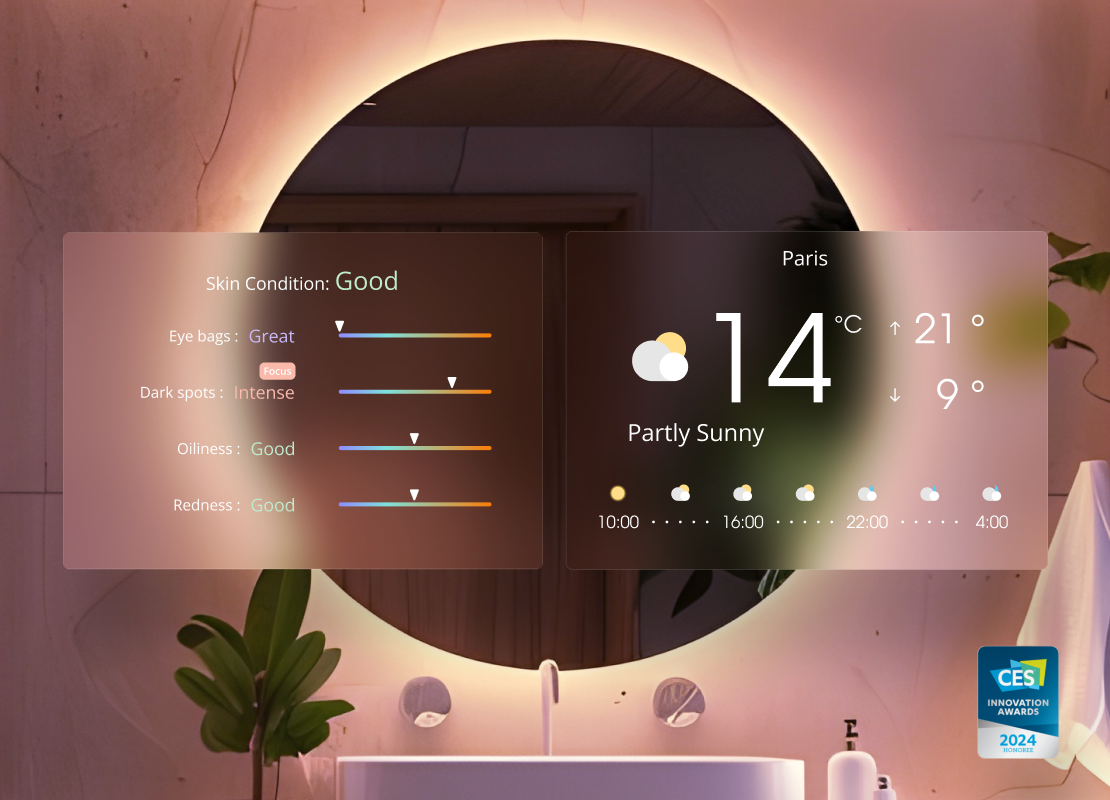 Skin Condition: Good
Eye bags : Great
Focus
Dark spots : Intense
Oiliness : Good
Redness : Good
Paris
14 °C
↑ 21 °
↓ 9 °
Partly Sunny
10:00 · · · · · 16:00 · · · · · 22:00 · · · · · 4:00
CES
INNOVATION
AWARDS
2024
HONOREE